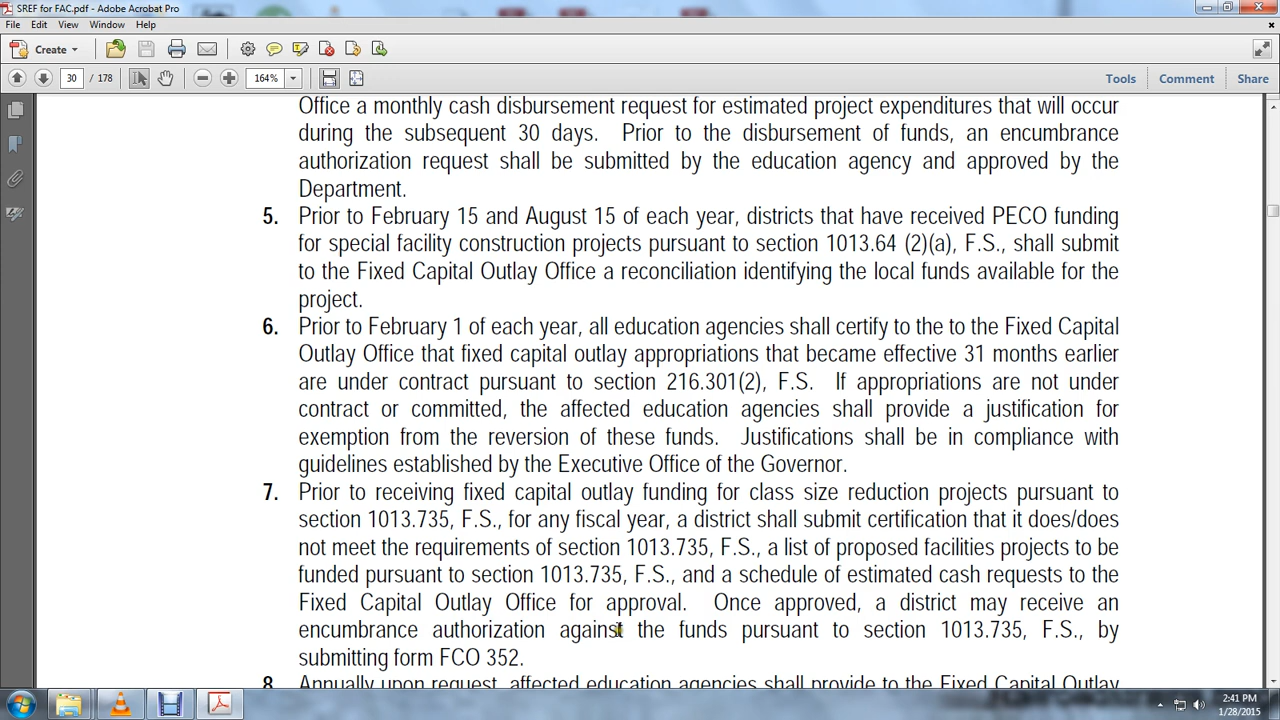 SREF for FAC.pdf - Adobe Acrobat Pro
File Edit View Window Help
Create
30 / 178 164% Tools Comment Share
Office a monthly cash disbursement request for estimated project expenditures that will occur
during the subsequent 30 days. Prior to the disbursement of funds, an encumbrance
authorization request shall be submitted by the education agency and approved by the
Department.
5. Prior to February 15 and August 15 of each year, districts that have received PECO funding
for special facility construction projects pursuant to section 1013.64 (2)(a), F.S., shall submit
to the Fixed Capital Outlay Office a reconciliation identifying the local funds available for the
project.
6. Prior to February 1 of each year, all education agencies shall certify to the to the Fixed Capital
Outlay Office that fixed capital outlay appropriations that became effective 31 months earlier
are under contract pursuant to section 216.301(2), F.S. If appropriations are not under
contract or committed, the affected education agencies shall provide a justification for
exemption from the reversion of these funds. Justifications shall be in compliance with
guidelines established by the Executive Office of the Governor.
7. Prior to receiving fixed capital outlay funding for class size reduction projects pursuant to
section 1013.735, F.S., for any fiscal year, a district shall submit certification that it does/does
not meet the requirements of section 1013.735, F.S., a list of proposed facilities projects to be
funded pursuant to section 1013.735, F.S., and a schedule of estimated cash requests to the
Fixed Capital Outlay Office for approval. Once approved, a district may receive an
encumbrance authorization against the funds pursuant to section 1013.735, F.S., by
submitting form FCO 352.
8 Annually upon request, affected education agencies shall provide to the Fixed Capital Outlay
2:41 PM
1/28/2015